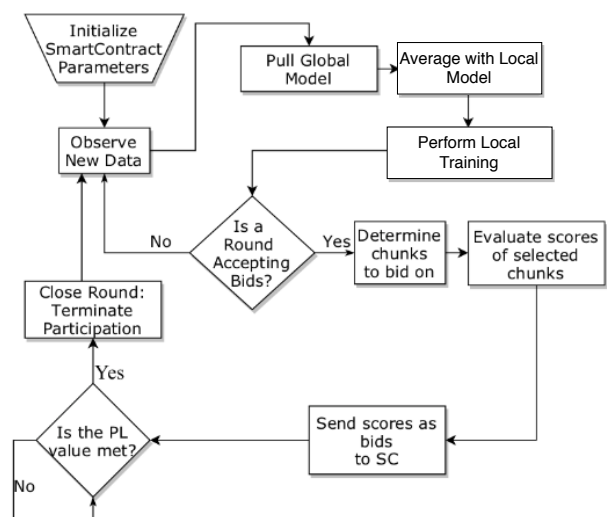 Initialize
SmartContract
Parameters
Pull Global
Model
Average with Local
Model
Observe
New Data
Perform Local
Training
Is a
Round
Accepting
Bids?
No
Yes
Determine
chunks
to bid on
Evaluate scores
of selected
chunks
Close Round:
Terminate
Participation
Yes
Send scores as
bids
to SC
Is the PL
value met?
No